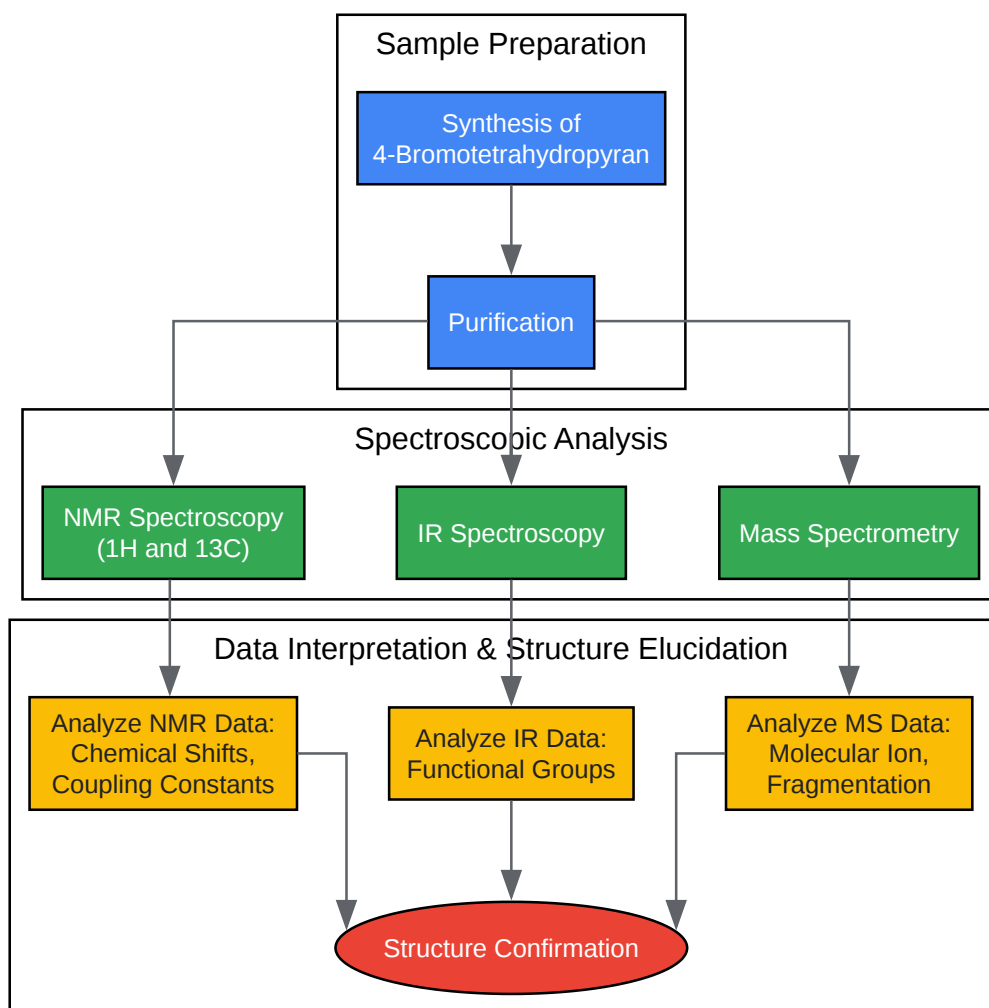 Sample Preparation
Synthesis of
4-Bromotetrahydropyran
Purification
Spectroscopic Analysis
NMR Spectroscopy
(1H and 13C)
IR Spectroscopy
Mass Spectrometry
Data Interpretation & Structure Elucidation
Analyze NMR Data:
Chemical Shifts,
Coupling Constants
Analyze IR Data:
Functional Groups
Analyze MS Data:
Molecular Ion,
Fragmentation
Structure Confirmation